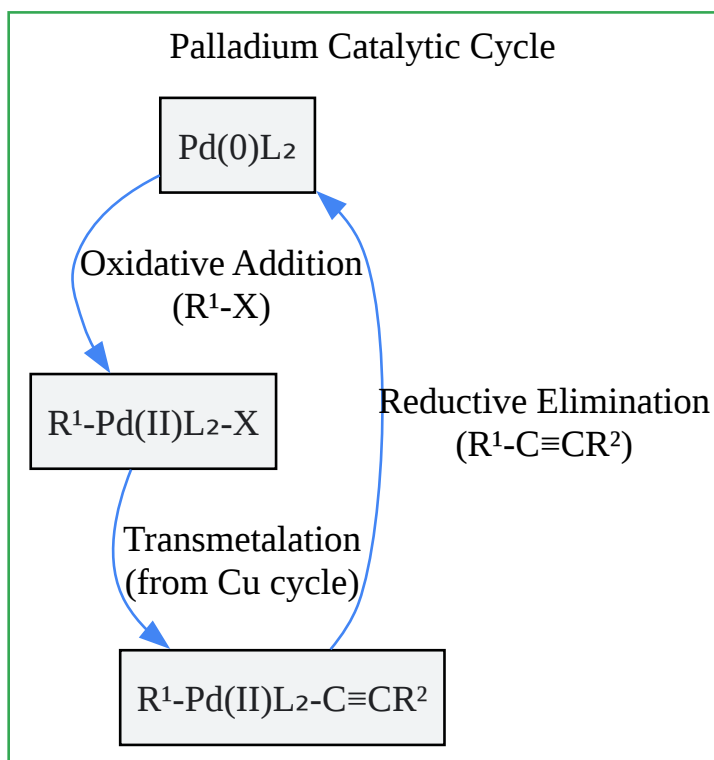 Palladium Catalytic Cycle
Pd(0)L₂
Oxidative Addition
(R¹-X)
R¹-Pd(II)L₂-X
Reductive Elimination
(R¹-C≡CR²)
Transmetalation
(from Cu cycle)
R¹-Pd(II)L₂-C≡CR²